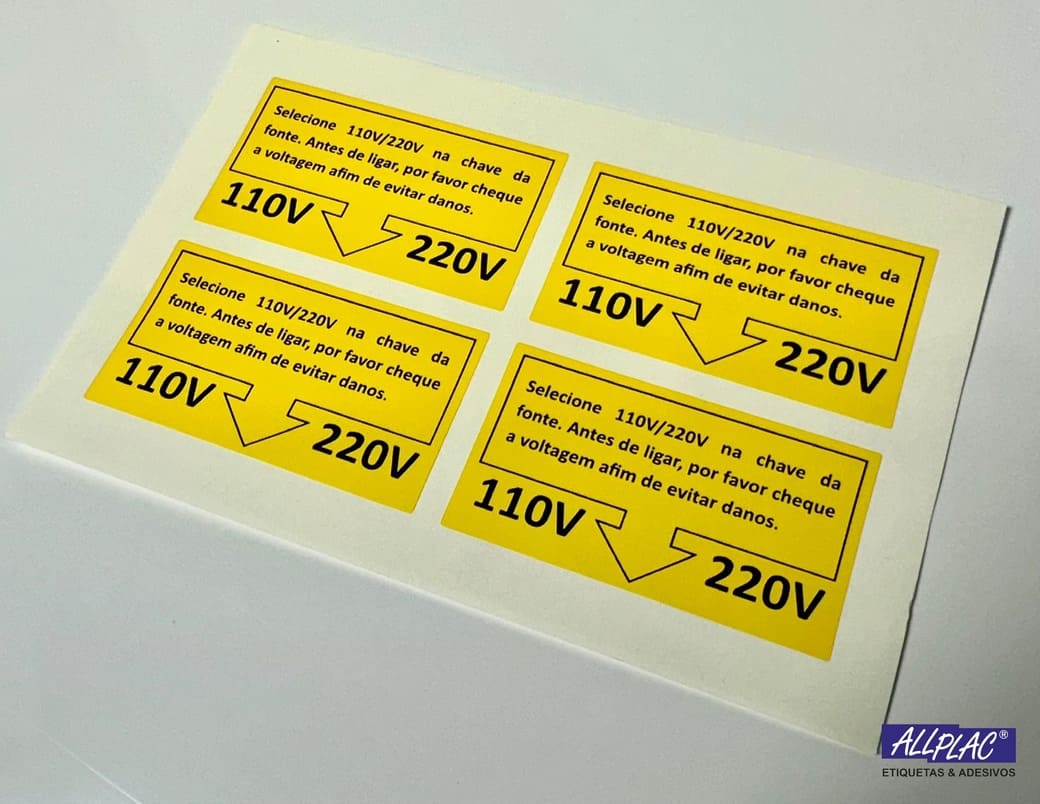 Selecione 110V/220V na chave da
fonte. Antes de ligar, por favor cheque
a voltagem afim de evitar danos.
110V
220V
Selecione 110V/220V na chave da
fonte. Antes de ligar, por favor cheque
a voltagem afim de evitar danos.
110V
220V
Selecione 110V/220V na chave da
fonte. Antes de ligar, por favor cheque
a voltagem afim de evitar danos.
110V
220V
Selecione 110V/220V na chave da
fonte. Antes de ligar, por favor cheque
a voltagem afim de evitar danos.
110V
220V
ALLPLAC®
ETIQUETAS & ADESIVOS